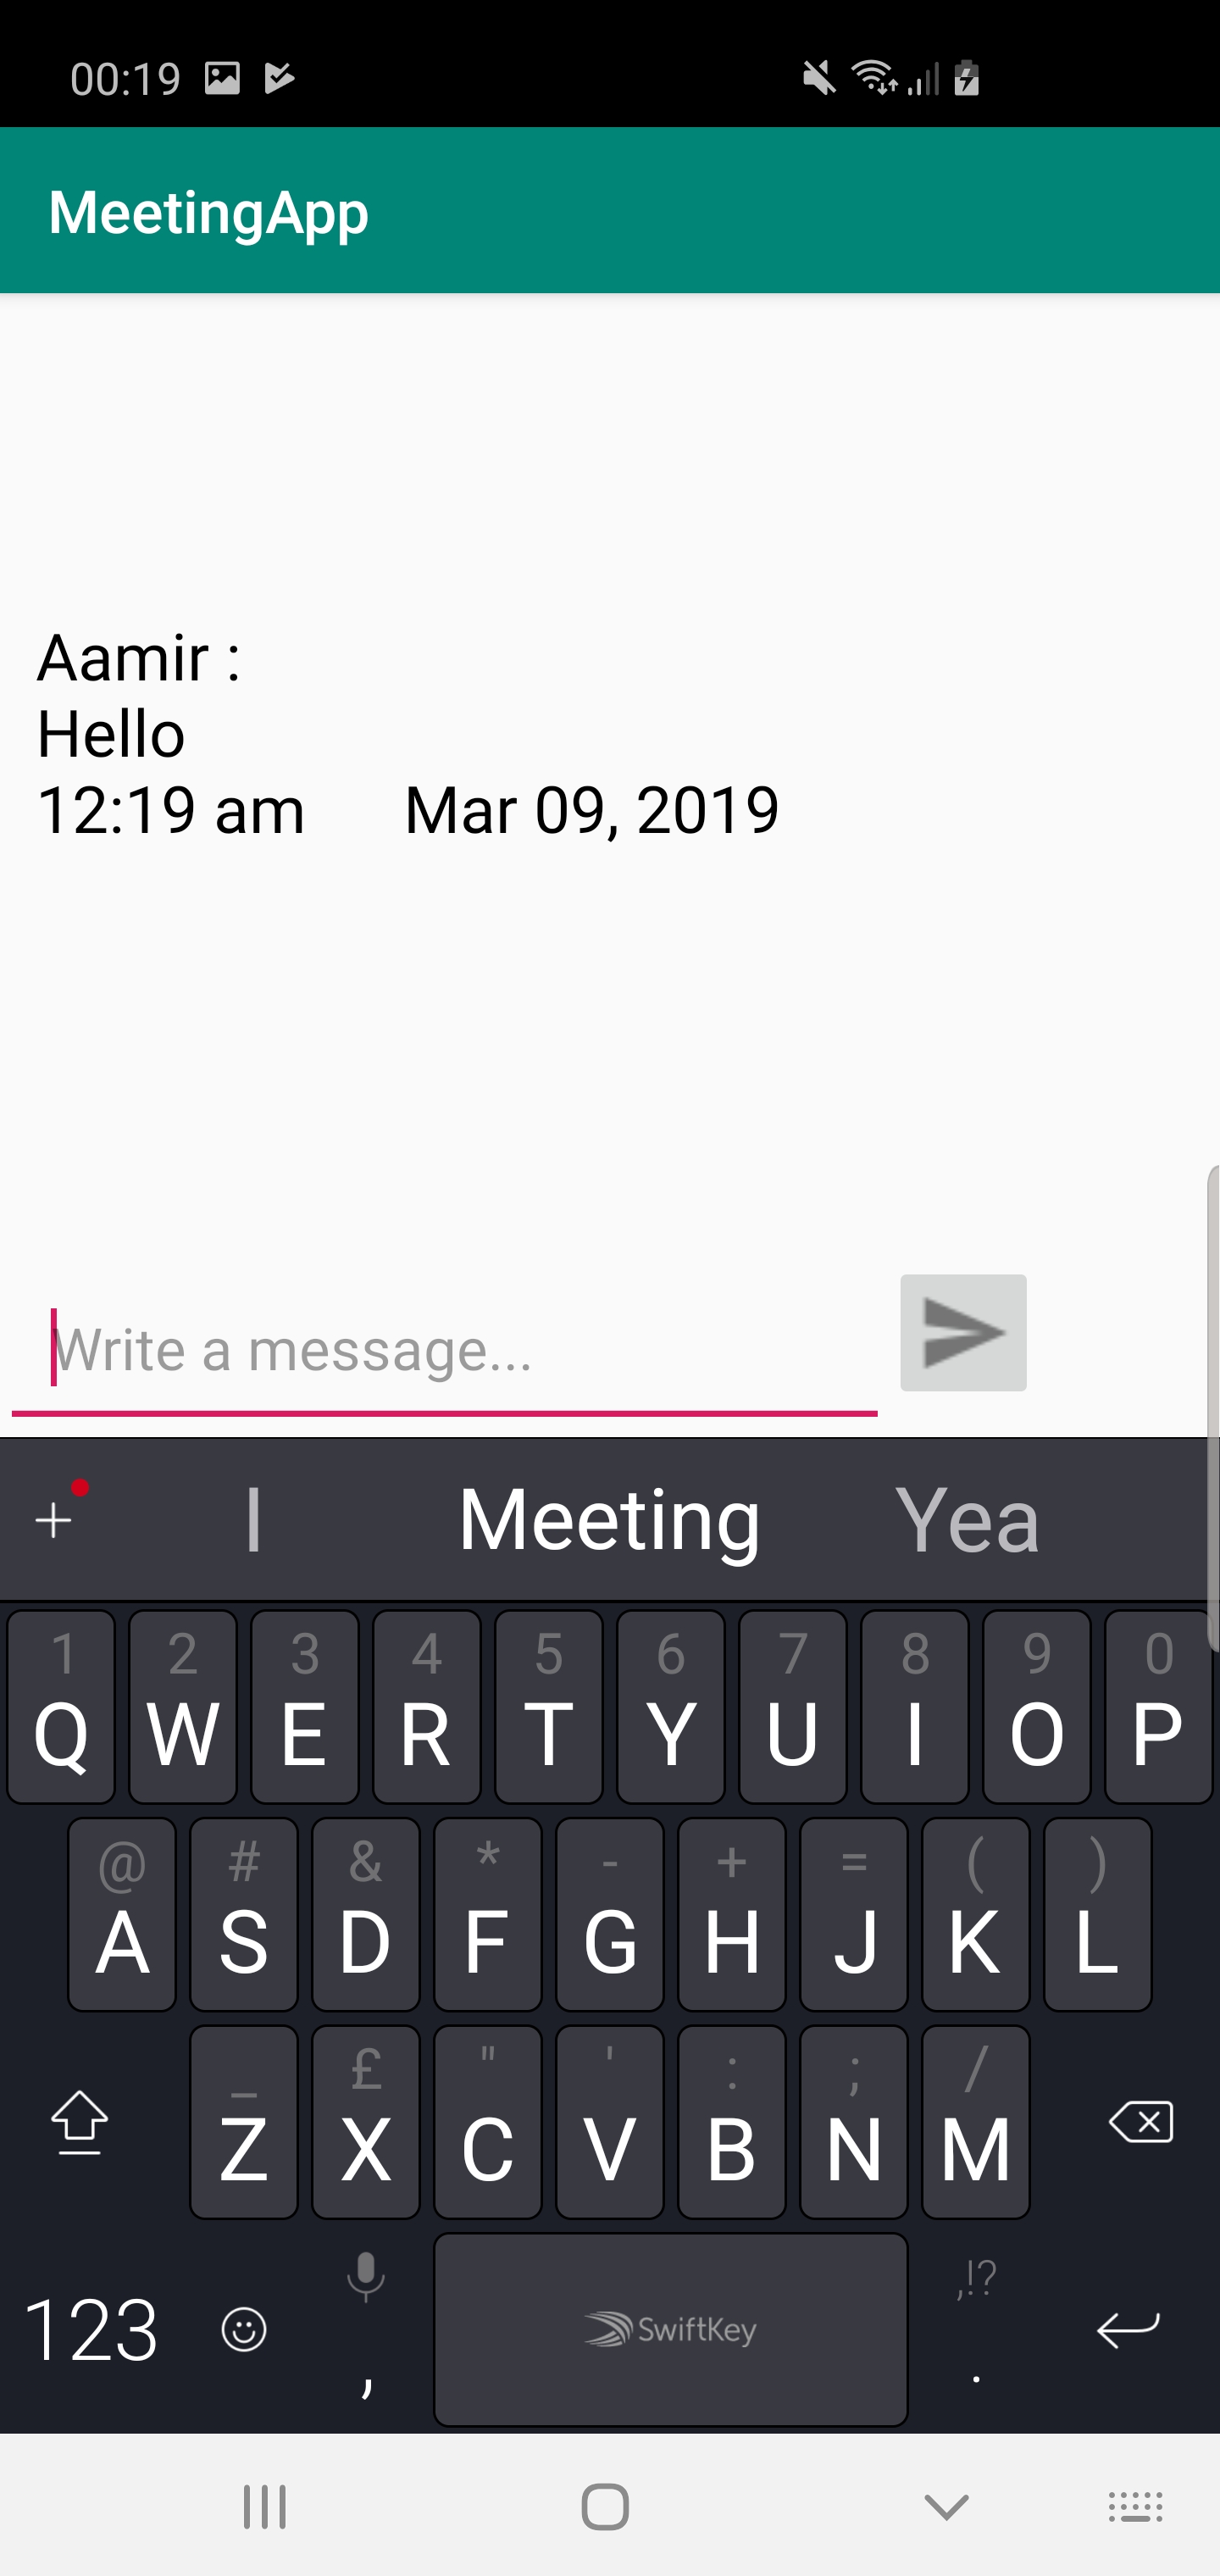 00:19
MeetingApp
Aamir :
Hello
12:19 am Mar 09, 2019
Write a message...
I Meeting Yea
1 2 3 4 5 6 7 8 9 0
Q W E R T Y U I O P
@ # & * - + = ( )
A S D F G H J K L
_ £ " ' : ; /
Z X C V B N M
123 , SwiftKey ,!? .